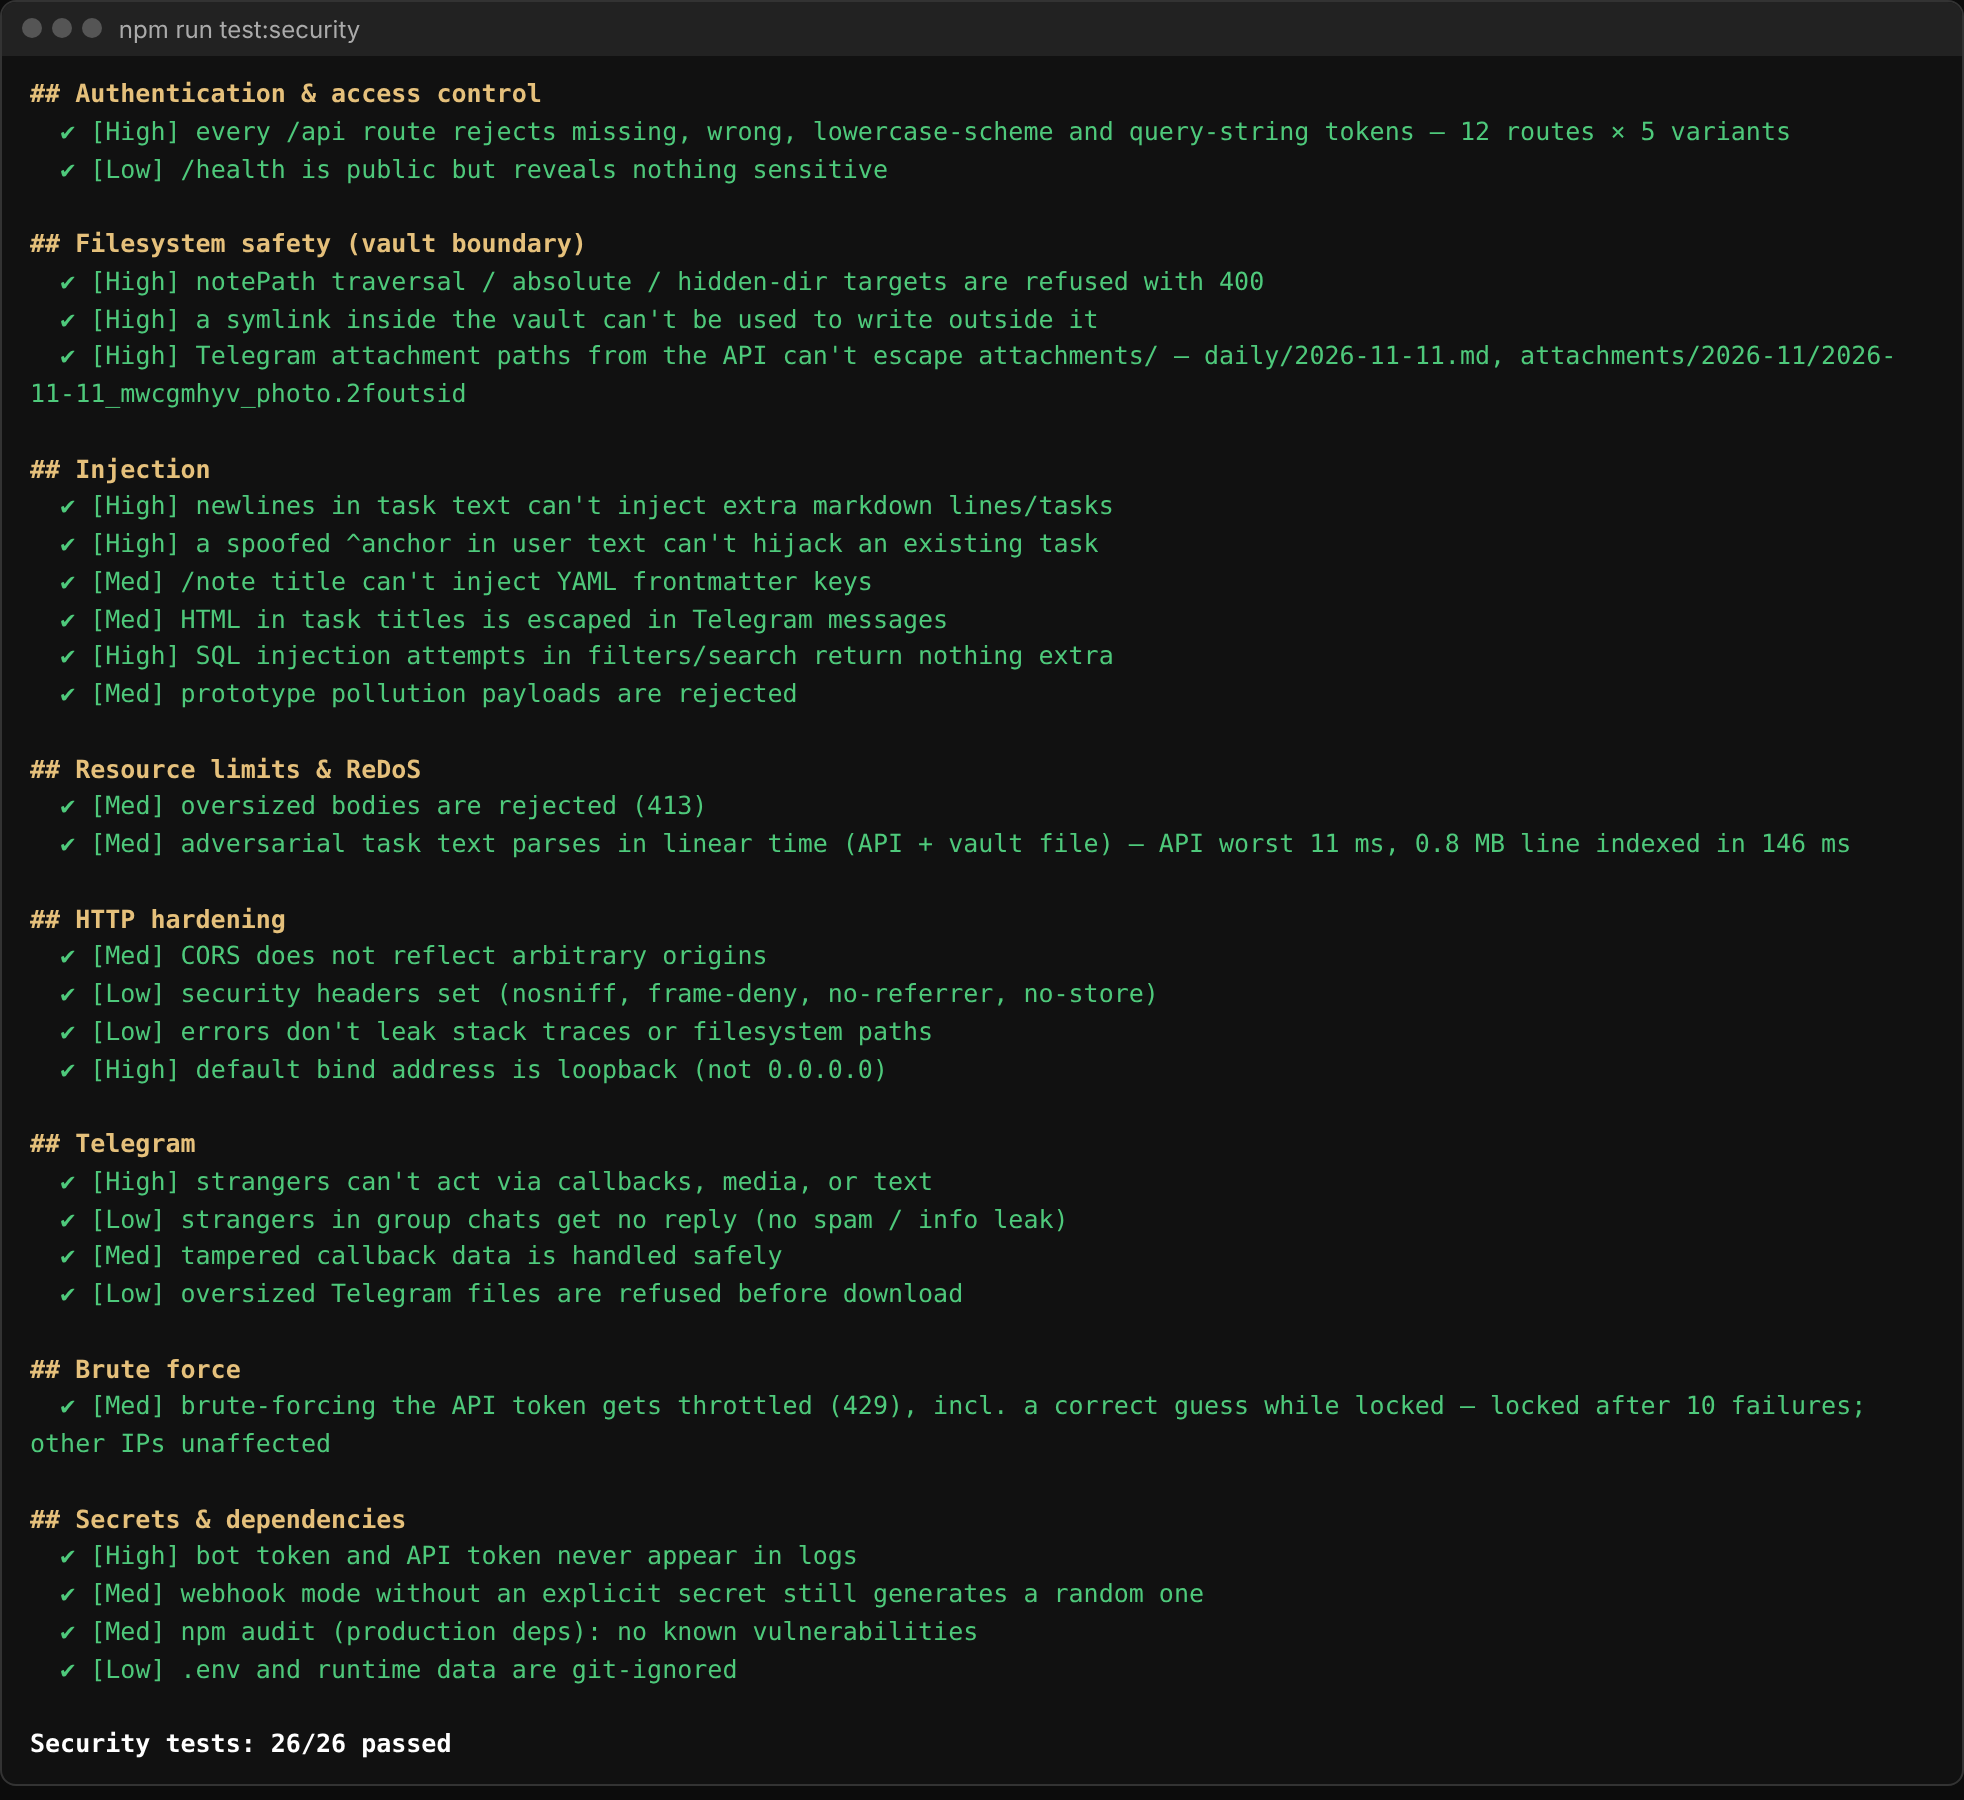 npm run test:security
## Authentication & access control
✔ [High] every /api route rejects missing, wrong, lowercase-scheme and query-string tokens — 12 routes × 5 variants
✔ [Low] /health is public but reveals nothing sensitive
## Filesystem safety (vault boundary)
✔ [High] notePath traversal / absolute / hidden-dir targets are refused with 400
✔ [High] a symlink inside the vault can't be used to write outside it
✔ [High] Telegram attachment paths from the API can't escape attachments/ — daily/2026-11-11.md, attachments/2026-11/2026-
11-11_mwcgmhyv_photo.2foutsid
## Injection
✔ [High] newlines in task text can't inject extra markdown lines/tasks
✔ [High] a spoofed ^anchor in user text can't hijack an existing task
✔ [Med] /note title can't inject YAML frontmatter keys
✔ [Med] HTML in task titles is escaped in Telegram messages
✔ [High] SQL injection attempts in filters/search return nothing extra
✔ [Med] prototype pollution payloads are rejected
## Resource limits & ReDoS
✔ [Med] oversized bodies are rejected (413)
✔ [Med] adversarial task text parses in linear time (API + vault file) — API worst 11 ms, 0.8 MB line indexed in 146 ms
## HTTP hardening
✔ [Med] CORS does not reflect arbitrary origins
✔ [Low] security headers set (nosniff, frame-deny, no-referrer, no-store)
✔ [Low] errors don't leak stack traces or filesystem paths
✔ [High] default bind address is loopback (not 0.0.0.0)
## Telegram
✔ [High] strangers can't act via callbacks, media, or text
✔ [Low] strangers in group chats get no reply (no spam / info leak)
✔ [Med] tampered callback data is handled safely
✔ [Low] oversized Telegram files are refused before download
## Brute force
✔ [Med] brute-forcing the API token gets throttled (429), incl. a correct guess while locked — locked after 10 failures;
other IPs unaffected
## Secrets & dependencies
✔ [High] bot token and API token never appear in logs
✔ [Med] webhook mode without an explicit secret still generates a random one
✔ [Med] npm audit (production deps): no known vulnerabilities
✔ [Low] .env and runtime data are git-ignored
Security tests: 26/26 passed